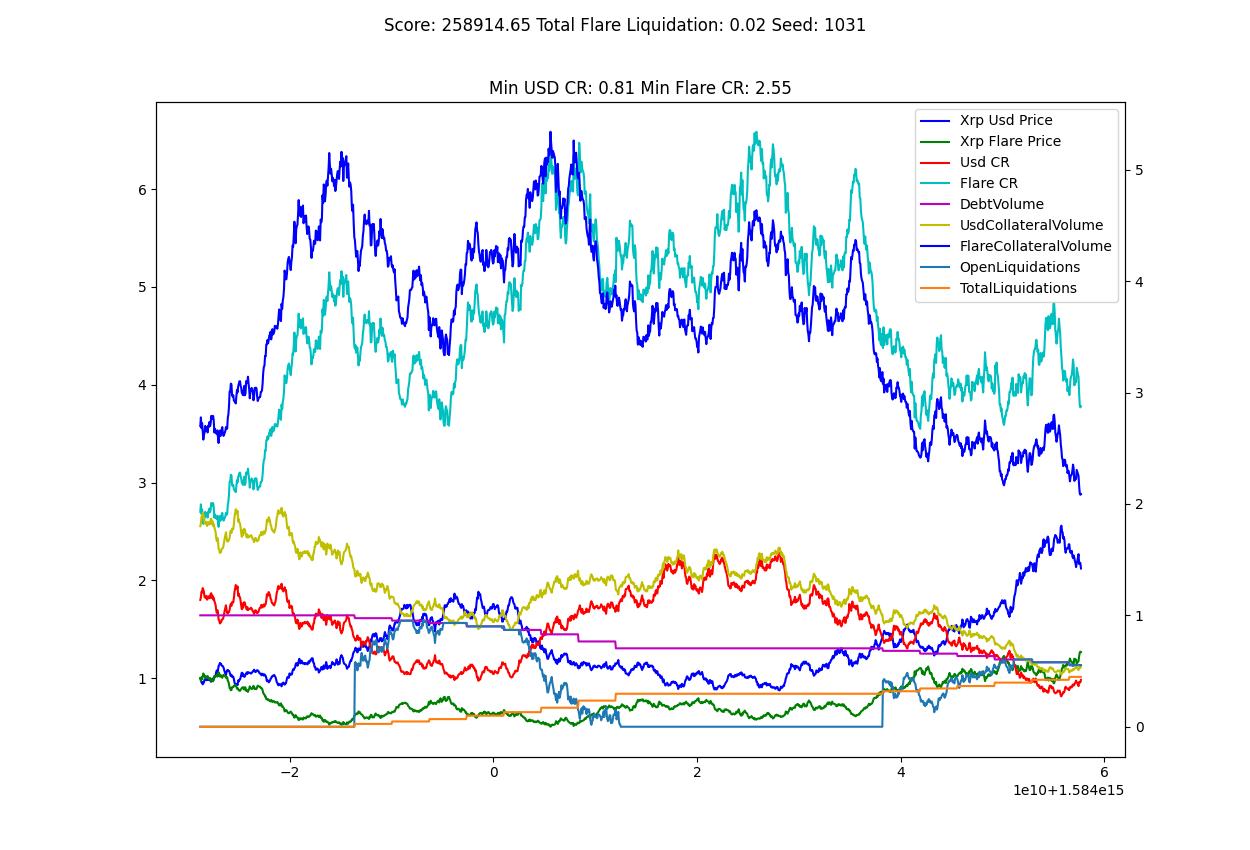 Score: 258914.65 Total Flare Liquidation: 0.02 Seed: 1031
Min USD CR: 0.81 Min Flare CR: 2.55
Xrp Usd Price
Xrp Flare Price
Usd CR
Flare CR
DebtVolume
UsdCollateralVolume
FlareCollateralVolume
OpenLiquidations
TotalLiquidations
6
5
4
3
2
1
5
4
3
2
1
0
−2
0
2
4
6
1e10+1.584e15